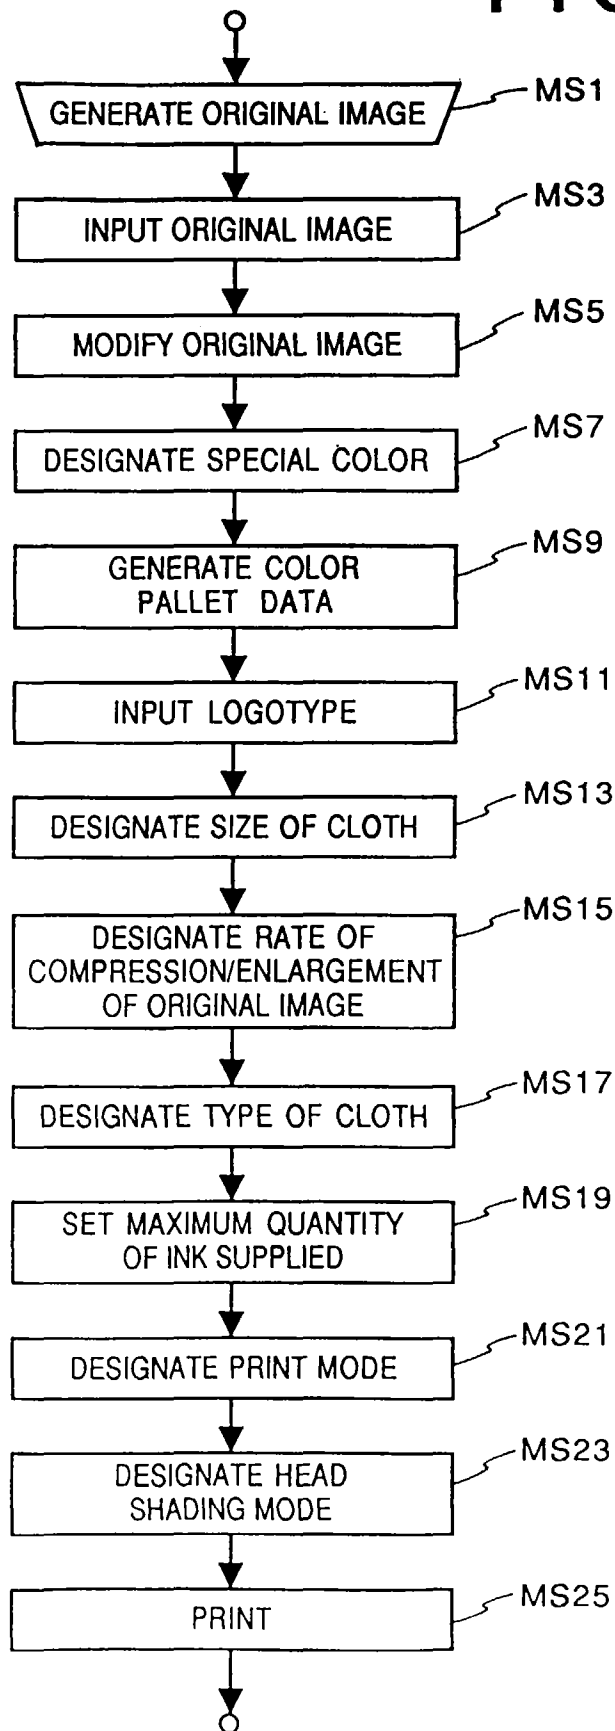 GENERATE ORIGINAL IMAGE
MS1
INPUT ORIGINAL IMAGE
MS3
MODIFY ORIGINAL IMAGE
MS5
DESIGNATE SPECIAL COLOR
MS7
GENERATE COLOR
PALLET DATA
MS9
INPUT LOGOTYPE
MS11
DESIGNATE SIZE OF CLOTH
MS13
DESIGNATE RATE OF
COMPRESSION/ENLARGEMENT
OF ORIGINAL IMAGE
MS15
DESIGNATE TYPE OF CLOTH
MS17
SET MAXIMUM QUANTITY
OF INK SUPPLIED
MS19
DESIGNATE PRINT MODE
MS21
DESIGNATE HEAD
SHADING MODE
MS23
PRINT
MS25